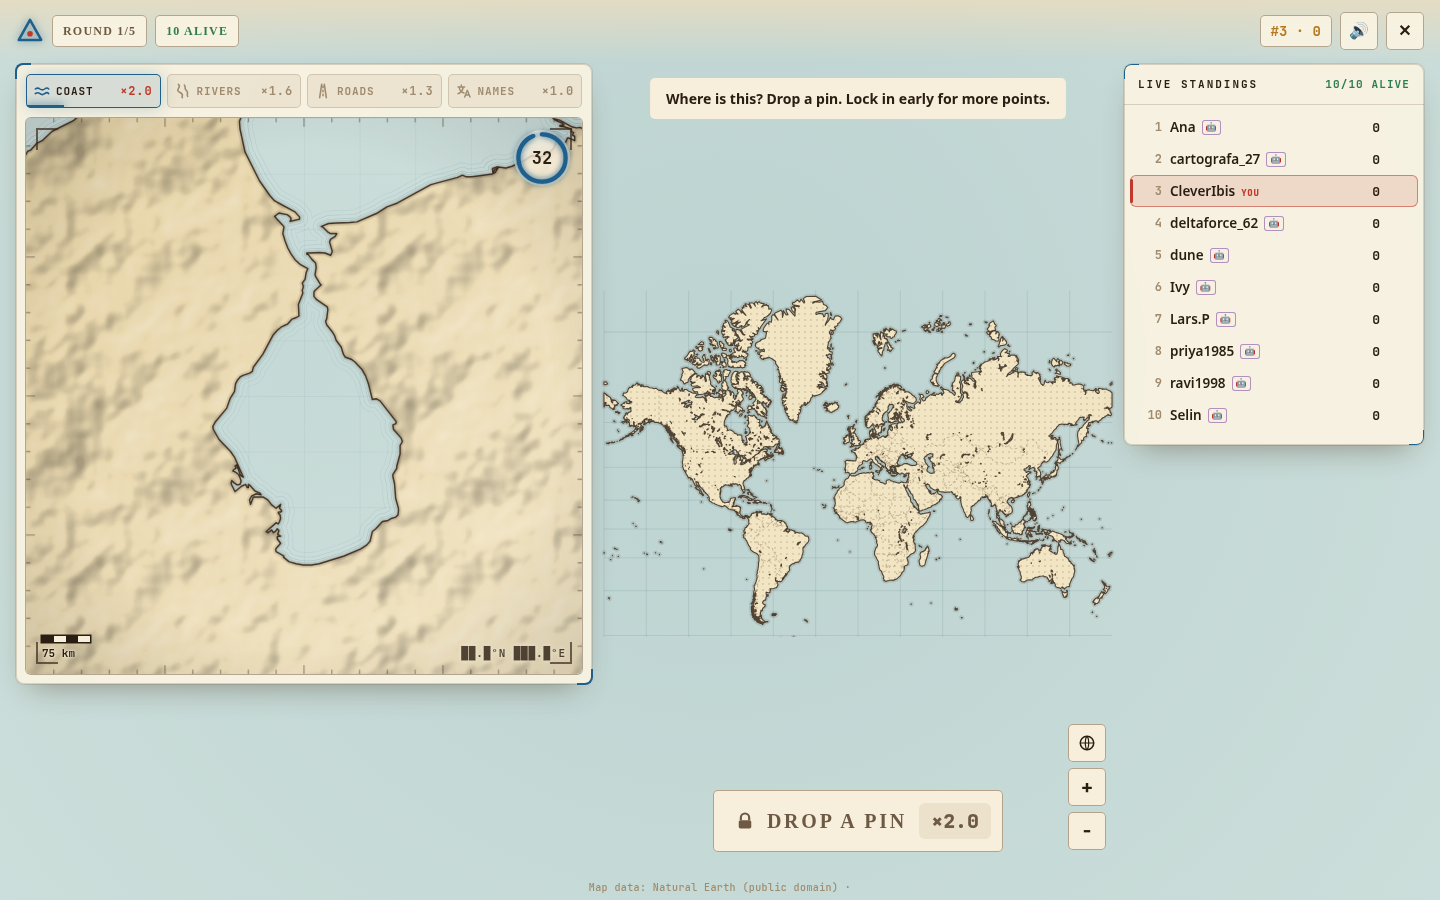 ROUND 1/5
10 ALIVE
#3 · 0
COAST ×2.0
RIVERS ×1.6
ROADS ×1.3
NAMES ×1.0
32
75 km
██.█°N ███.█°E
Where is this? Drop a pin. Lock in early for more points.
DROP A PIN ×2.0
+
-
LIVE STANDINGS 10/10 ALIVE
1 Ana 0
2 cartografa_27 0
3 CleverIbis YOU 0
4 deltaforce_62 0
5 dune 0
6 Ivy 0
7 Lars.P 0
8 priya1985 0
9 ravi1998 0
10 Selin 0
Map data: Natural Earth (public domain) ·